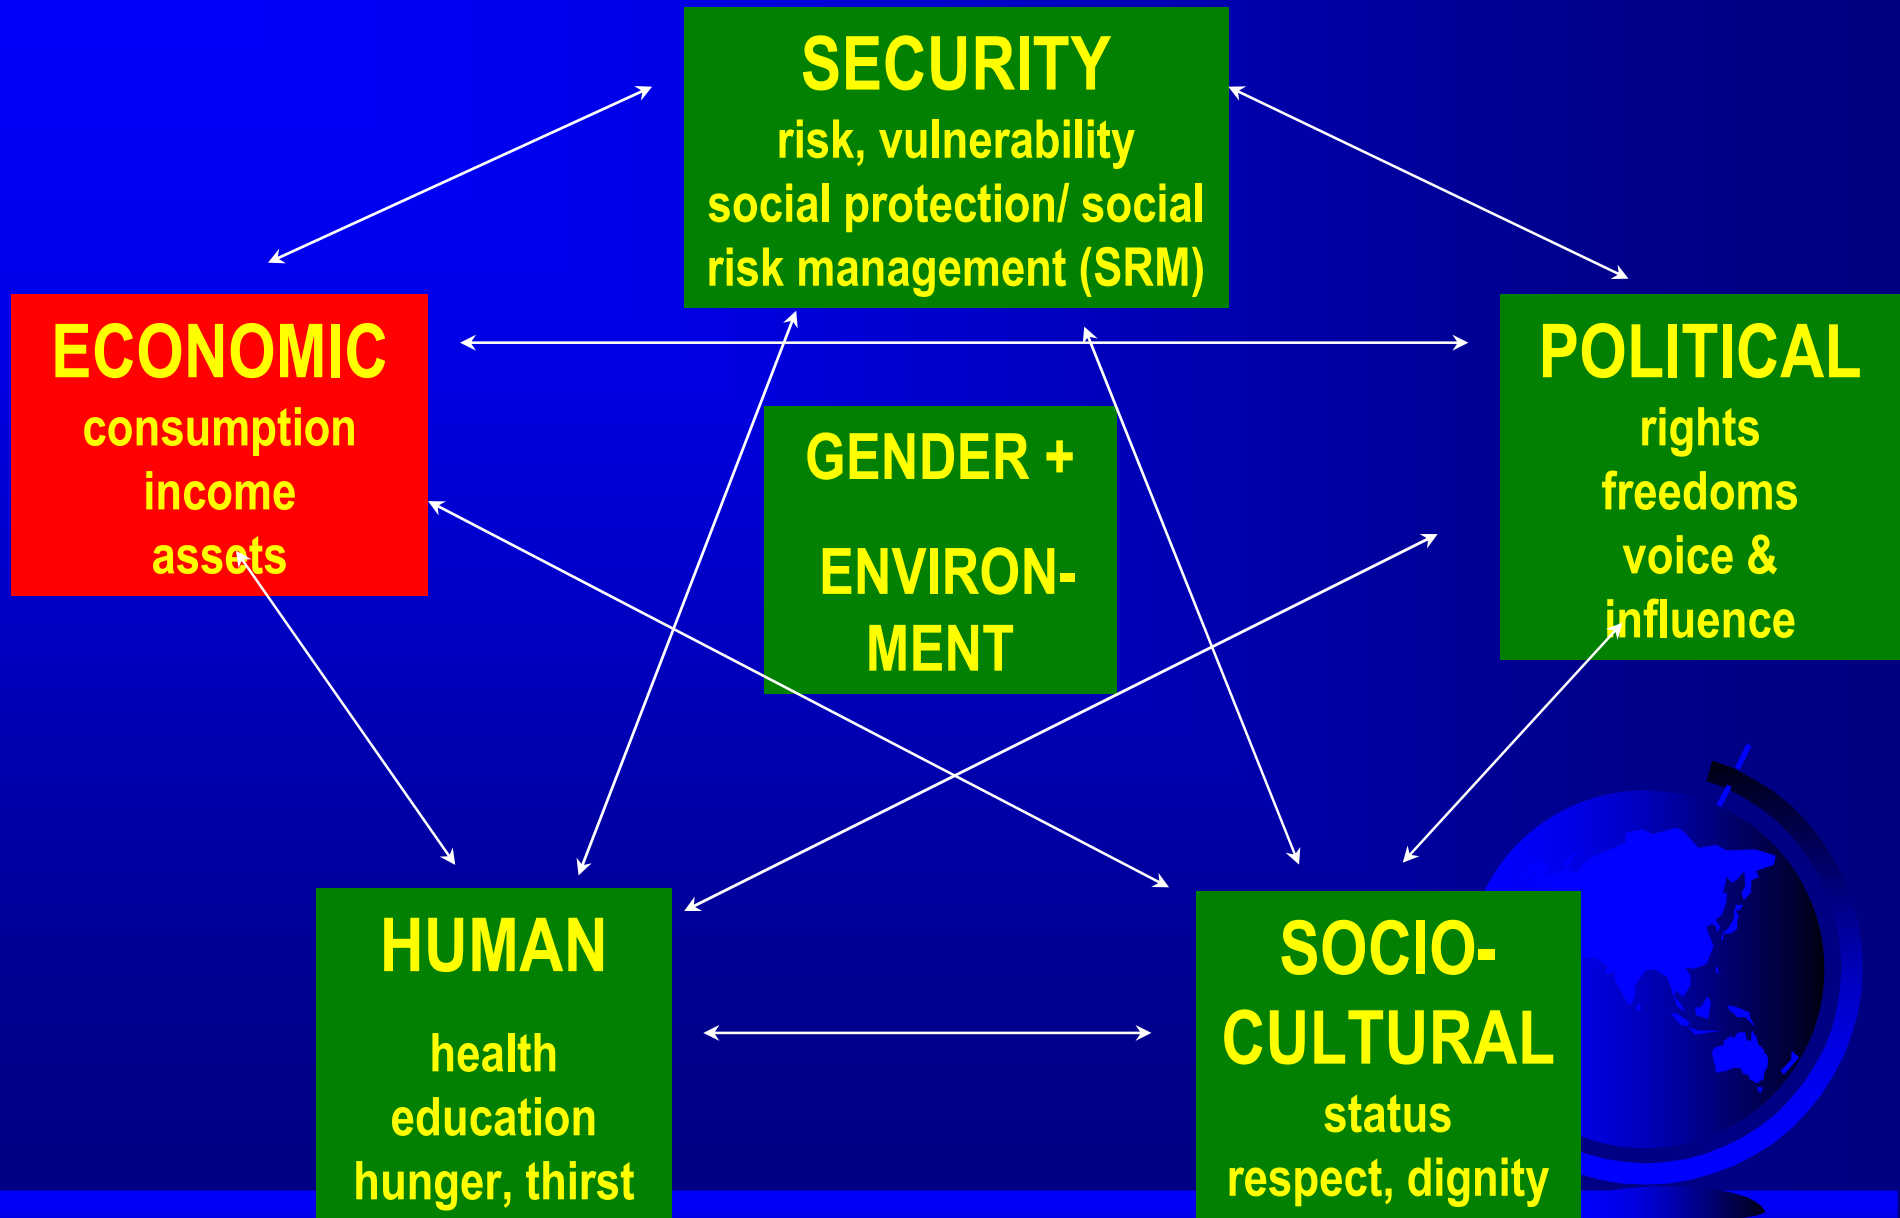 SECURITY
risk, vulnerability
social protection/ social
risk management (SRM)
ECONOMIC
consumption
income
assets
POLITICAL
rights
freedoms
voice &
influence
GENDER +
ENVIRON-
MENT
HUMAN
health
education
hunger, thirst
SOCIO-
CULTURAL
status
respect, dignity